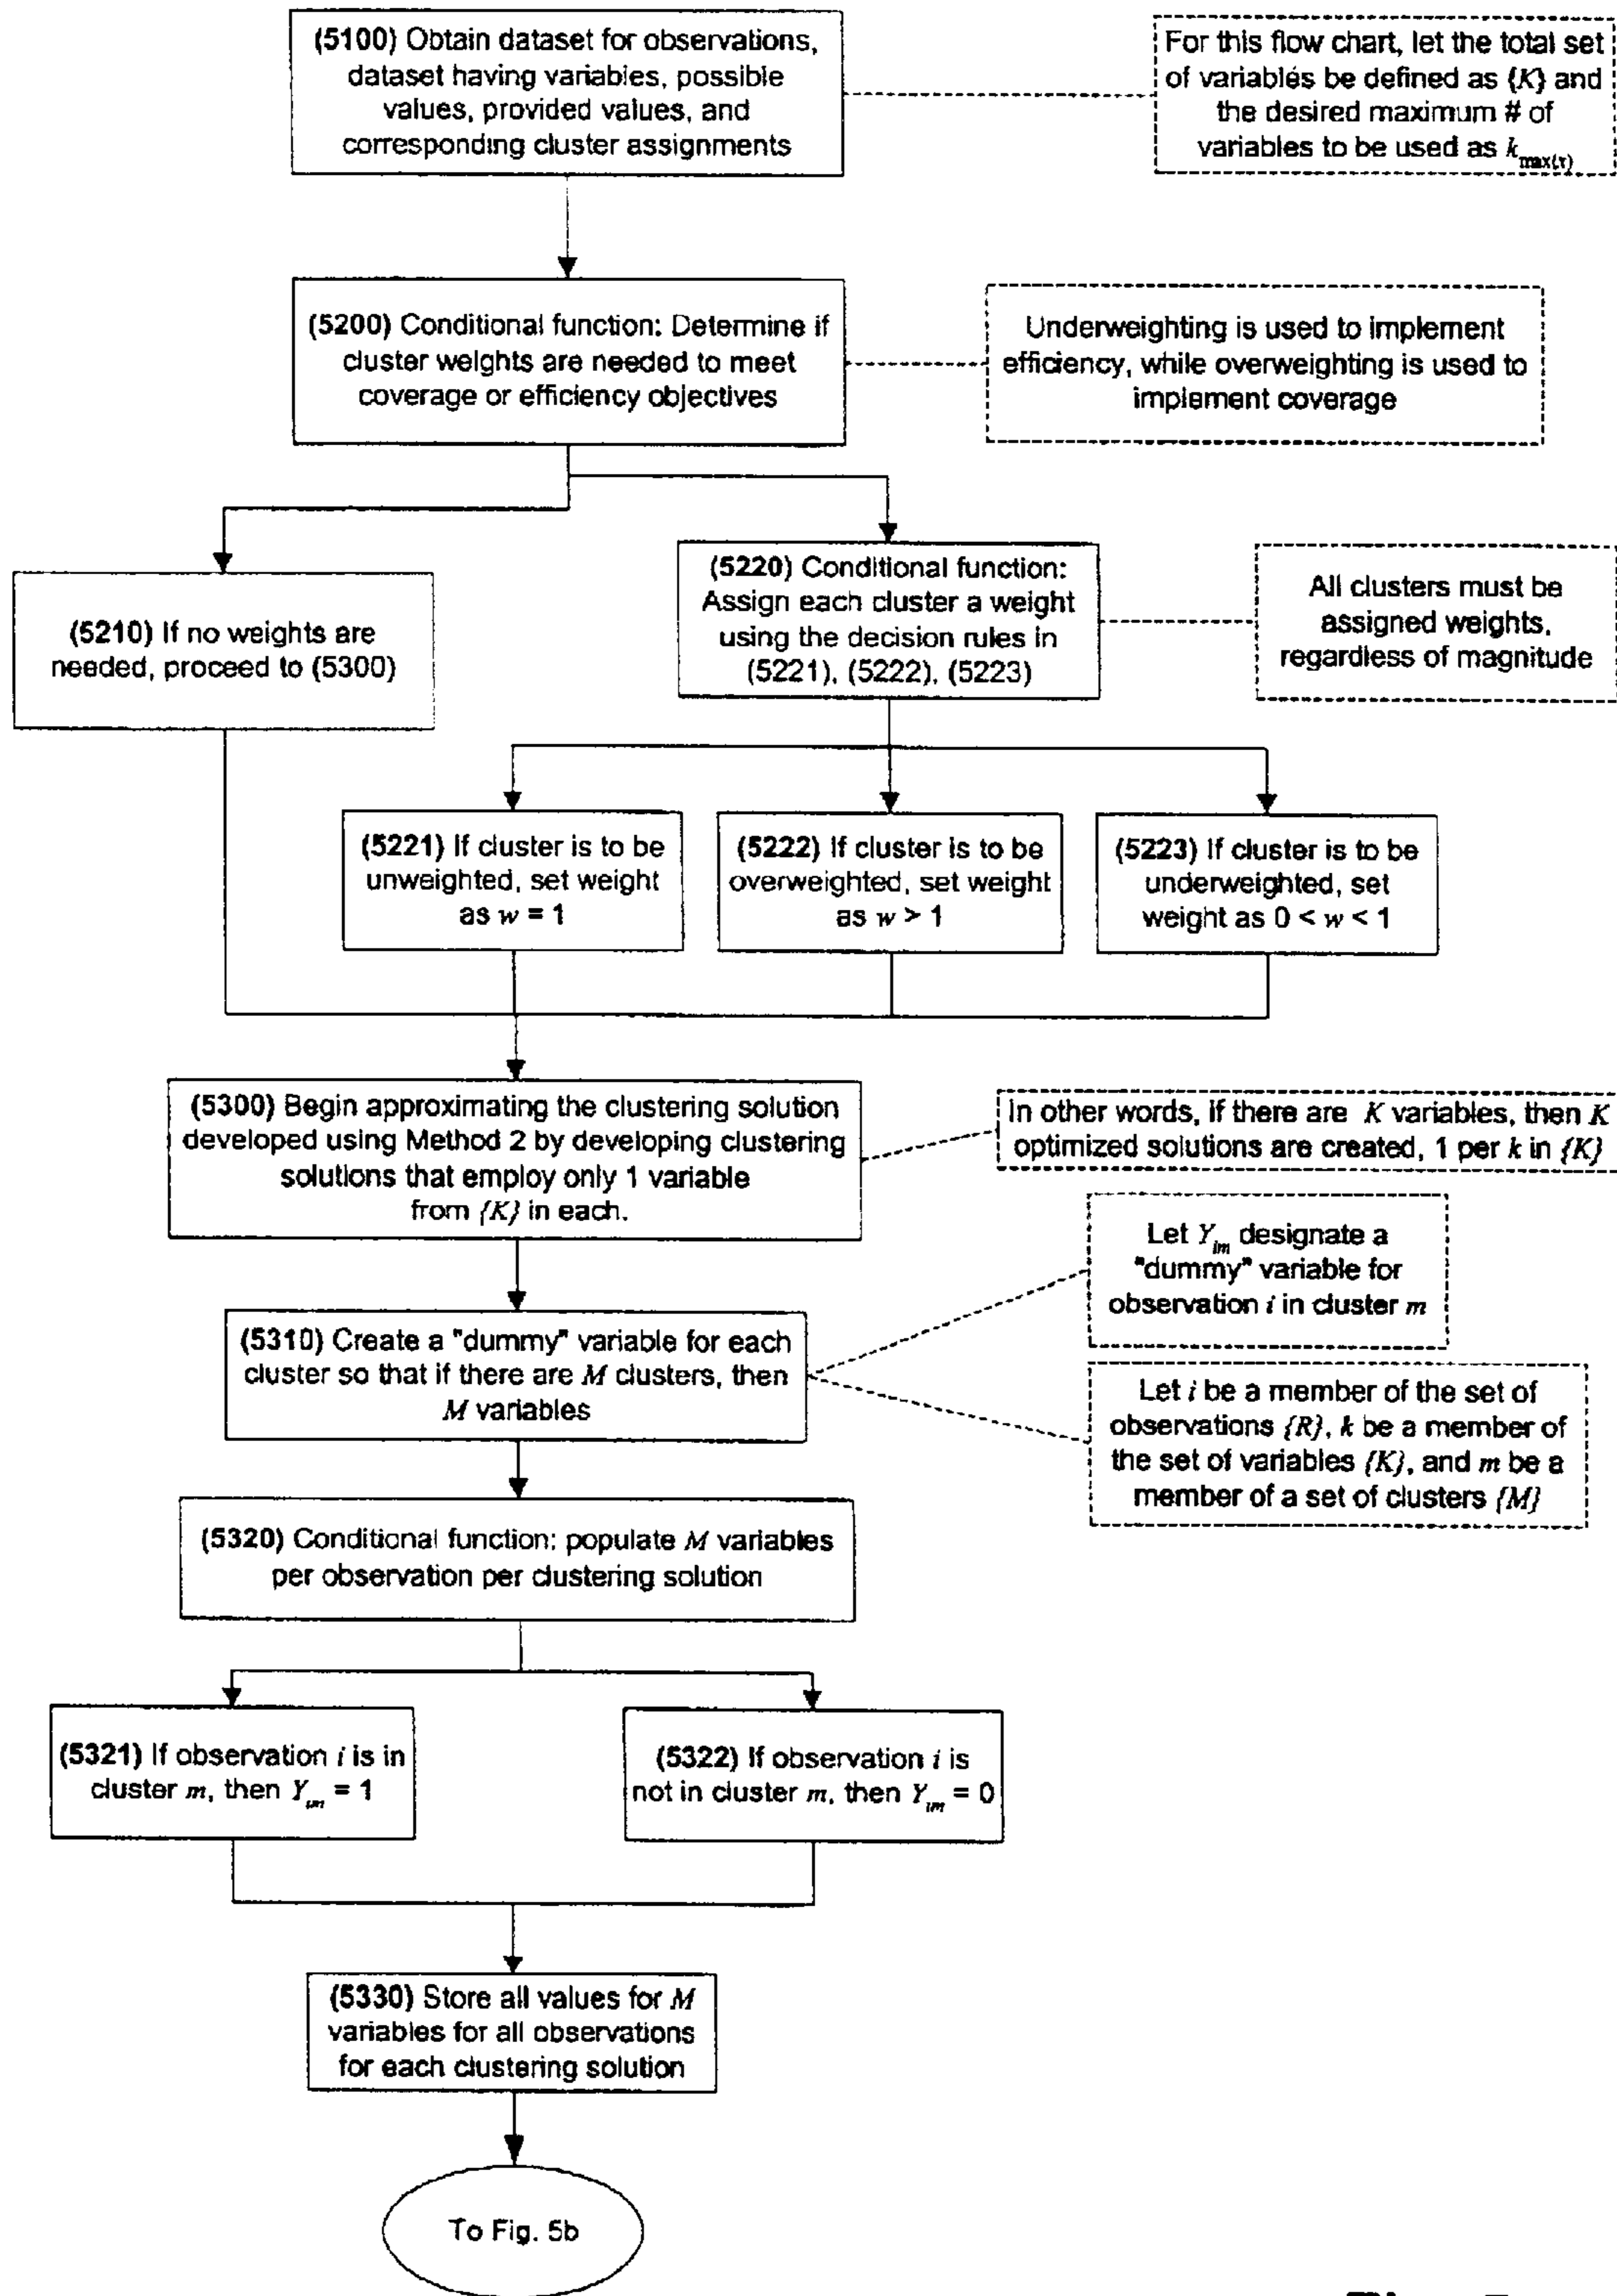 (5100) Obtain dataset for observations,
dataset having variables, possible
values, provided values, and
corresponding cluster assignments
For this flow chart, let the total set
of variables be defined as {K} and
the desired maximum # of
variables to be used as k
(5200) Conditional function: Determine if
cluster weights are needed to meet
coverage or efficiency objectives
Underweighting is used to implement
efficiency, while overweighting is used to
implement coverage
(5210) If no weights are
needed, proceed to (5300)
(5220) Conditional function:
Assign each cluster a weight
using the decision rules in
(5221), (5222), (5223)
All clusters must be
assigned weights,
regardless of magnitude
(5221) If cluster is to be
unweighted, set weight
as w = 1
(5222) If cluster is to be
overweighted, set weight
as w > 1
(5223) If cluster is to be
underweighted, set
weight as 0 < w < 1
(5300) Begin approximating the clustering solution
developed using Method 2 by developing clustering
solutions that employ only 1 variable
from {K} in each.
In other words, if there are K variables, then K
optimized solutions are created, 1 per k in {K}
(5310) Create a "dummy" variable for each
cluster so that if there are M clusters, then
M variables
Let Yim designate a
"dummy" variable for
observation i in cluster m
Let i be a member of the set of
observations {R}, k be a member of
the set of variables {K}, and m be a
member of a set of clusters {M}
(5320) Conditional function: populate M variables
per observation per clustering solution
(5321) If observation i is in
cluster m, then Yim = 1
(5322) If observation i is
not in cluster m, then Yim = 0
(5330) Store all values for M
variables for all observations
for each clustering solution
To Fig. 5b